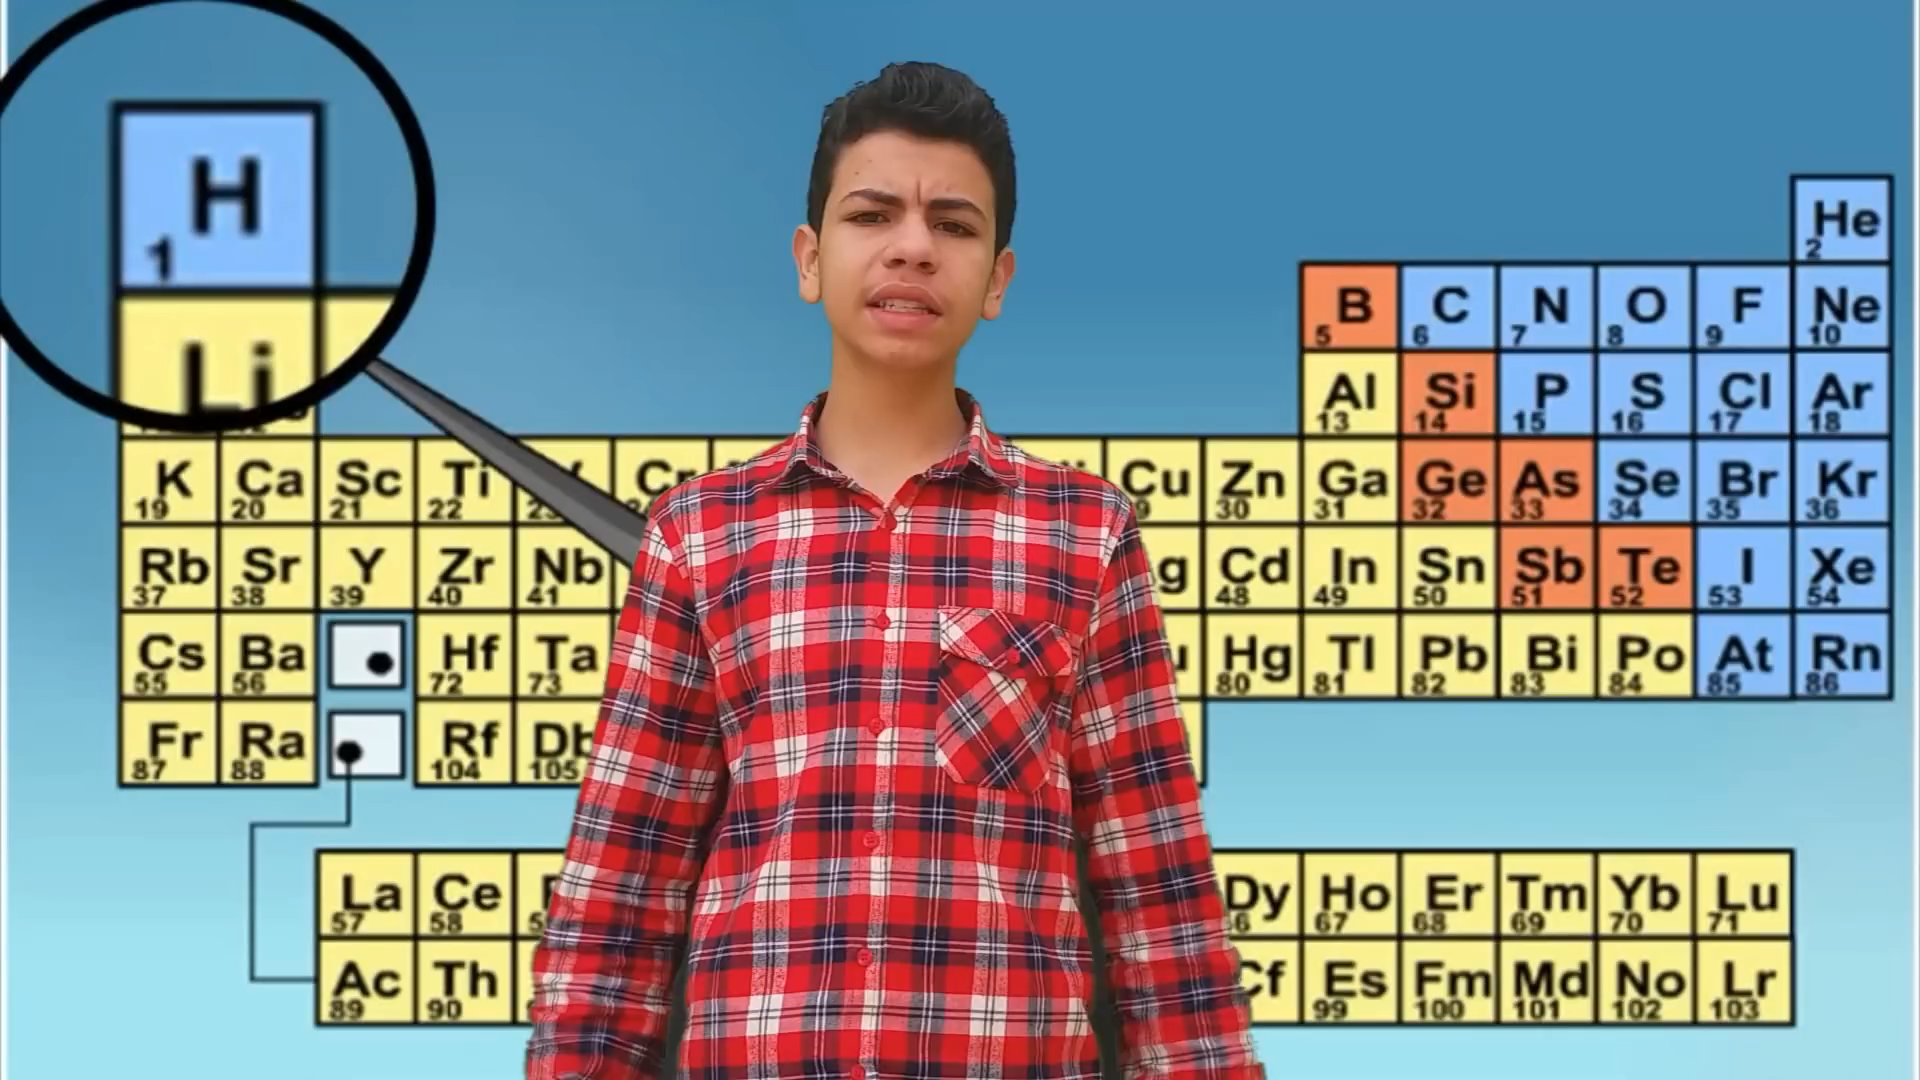 H
1
Li
He
2
B C N O F Ne
5 6 7 8 9 10
Al Si P S Cl Ar
13 14 15 16 17 18
K Ca Sc Ti Cr Cu Zn Ga Ge As Se Br Kr
19 20 21 22 30 31 32 33 34 35 36
Rb Sr Y Zr Nb Cd In Sn Sb Te I Xe
37 38 39 40 41 48 49 50 51 52 53 54
Cs Ba Hf Ta Hg Tl Pb Bi Po At Rn
55 56 72 73 80 81 82 83 84 85 86
Fr Ra Rf Db
87 88 104 105
La Ce Dy Ho Er Tm Yb Lu
57 58 67 68 69 70 71
Ac Th Cf Es Fm Md No Lr
89 90 99 100 101 102 103